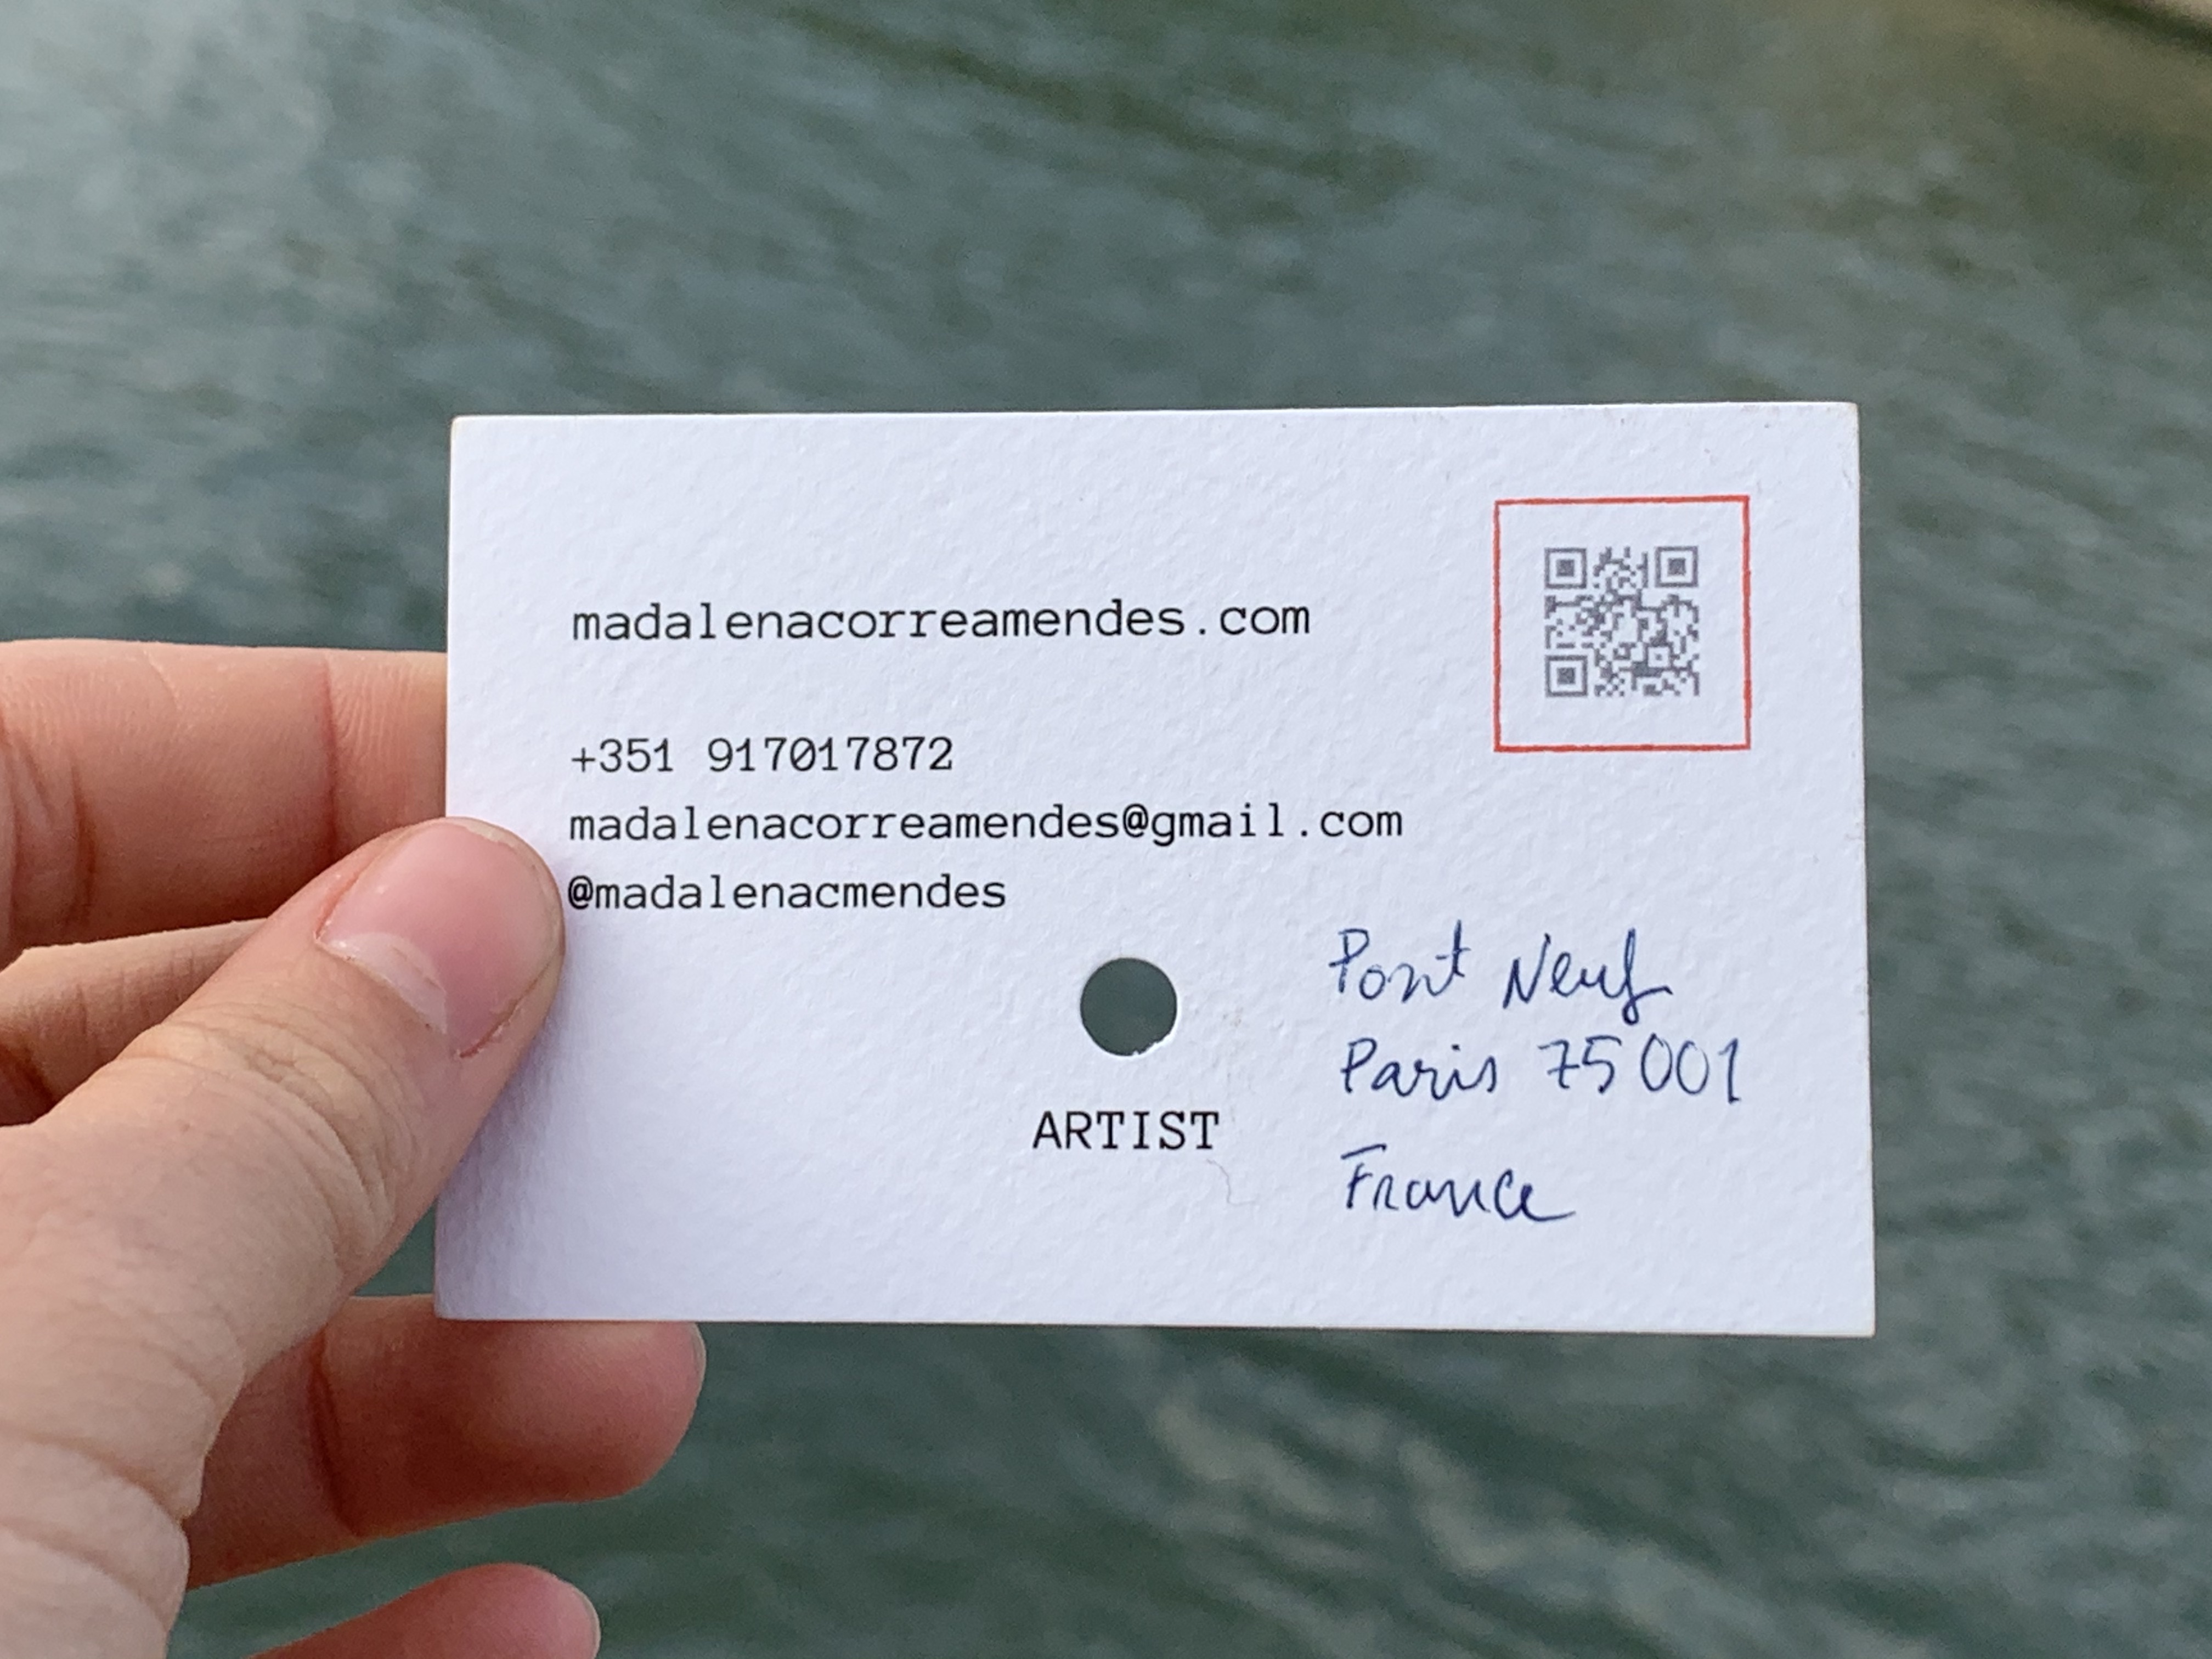 madalenacorreamendes.com
+351 917017872
madalenacorreamendes@gmail.com
@madalenacmendes
ARTIST
Pont Neuf
Paris 75001
France